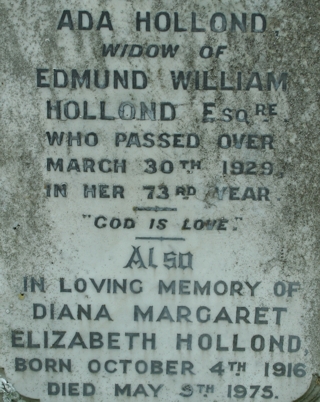 ADA HOLLOND,
WIDOW OF
EDMUND WILLIAM
HOLLOND ESQRE.
WHO PASSED OVER
MARCH 30TH 1929.
IN HER 73RD YEAR.
"GOD IS LOVE."
Also
IN LOVING MEMORY OF
DIANA MARGARET
ELIZABETH HOLLOND,
BORN OCTOBER 4TH 1916
DIED MAY 9TH 1975.